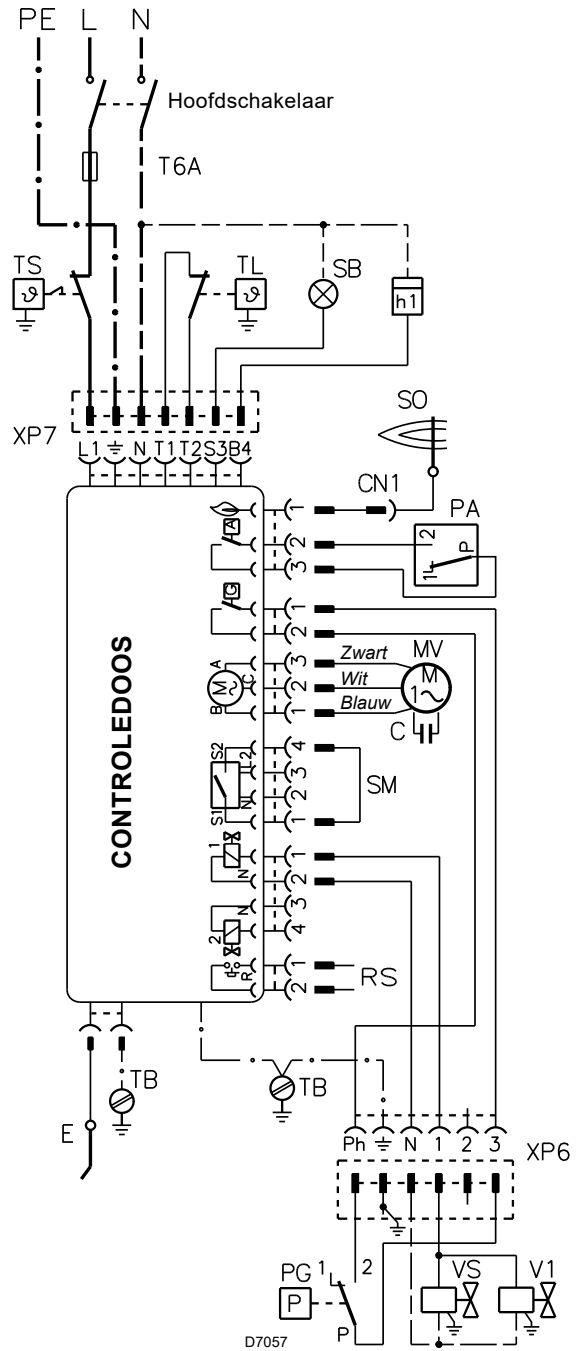 PE L N
Hoofdschakelaar
T6A
TS TL SB
ϑ ϑ h1
XP7
L1 N T1 T2 S3 B4
SO
CN1
PA
1
A 2 2 P
3 1
G 1
2
CONTROLEDOOS
A 3 Zwart MV
M C 2 Wit M 1~
B 1 Blauw
C
S2 4
L2 3
N 2 SM
S1 1
1 1
N 2
N 3
2 4
R 1 RS
2
TB TB
E
Ph N 1 2 3
XP6
PG 1 2 VS V1
P
P
D7057